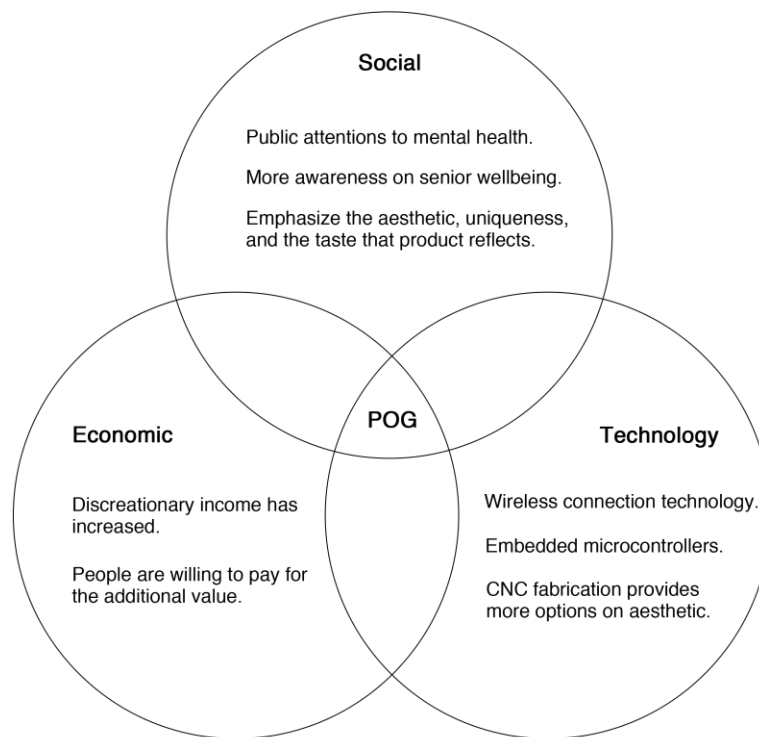 Social
Public attentions to mental health.
More awareness on senior wellbeing.
Emphasize the aesthetic, uniqueness,
and the taste that product reflects.
POG
Economic
Discreationary income has
increased.
People are willing to pay for
the additional value.
Technology
Wireless connection technology.
Embedded microcontrollers.
CNC fabrication provides
more options on aesthetic.